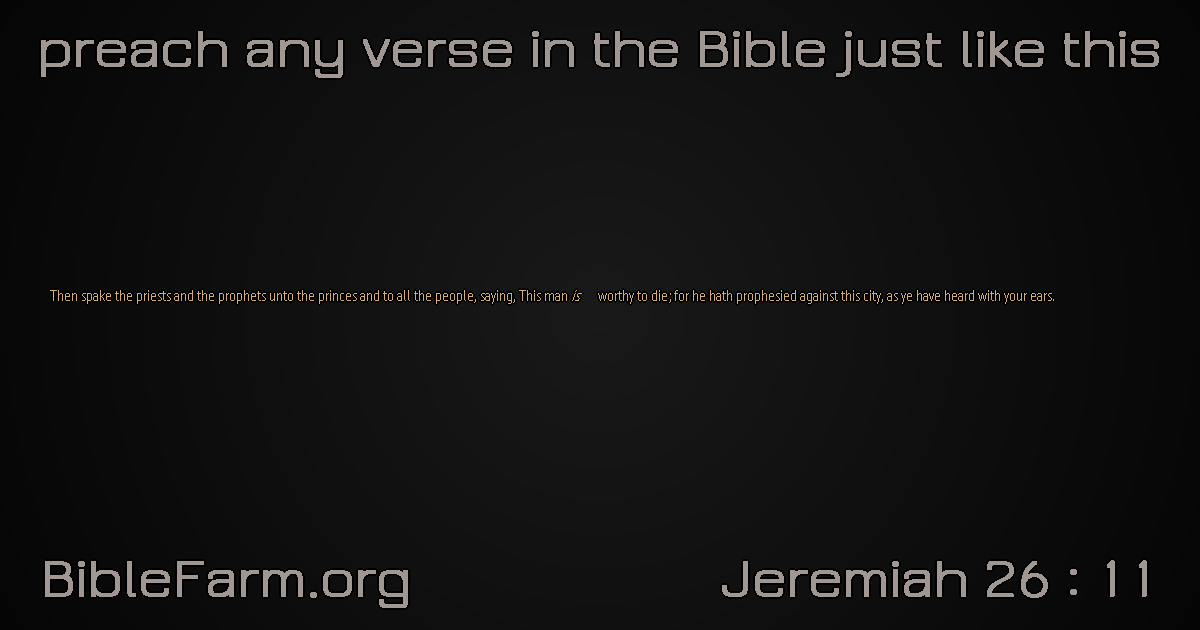 preach any verse in the Bible just like this
Then spake the priests and the prophets unto the princes and to all the people, saying, This man is worthy to die; for he hath prophesied against this city, as ye have heard with your ears.
BibleFarm.org
Jeremiah 26 : 11